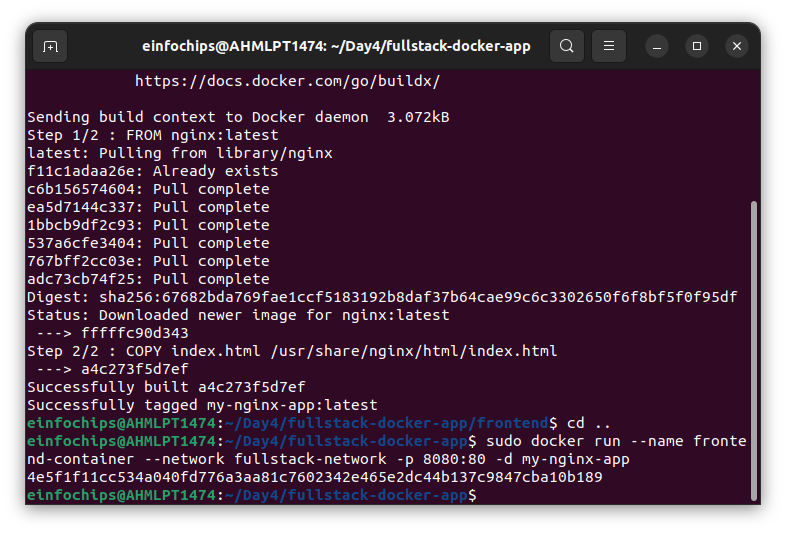 einfochips@AHMLPT1474: ~/Day4/fullstack-docker-app
https://docs.docker.com/go/buildx/
Sending build context to Docker daemon  3.072kB
Step 1/2 : FROM nginx:latest
latest: Pulling from library/nginx
f11c1adaa26e: Already exists
c6b156574604: Pull complete
ea5d7144c337: Pull complete
1bbcb9df2c93: Pull complete
537a6cfe3404: Pull complete
767bff2cc03e: Pull complete
adc73cb74f25: Pull complete
Digest: sha256:67682bda769fae1ccf5183192b8daf37b64cae99c6c3302650f6f8bf5f0f95df
Status: Downloaded newer image for nginx:latest
 ---> fffffc90d343
Step 2/2 : COPY index.html /usr/share/nginx/html/index.html
 ---> a4c273f5d7ef
Successfully built a4c273f5d7ef
Successfully tagged my-nginx-app:latest
einfochips@AHMLPT1474:~/Day4/fullstack-docker-app/frontend$ cd ..
einfochips@AHMLPT1474:~/Day4/fullstack-docker-app$ sudo docker run --name fronte
nd-container --network fullstack-network -p 8080:80 -d my-nginx-app
4e5f1f11cc534a040fd776a3aa81c7602342e465e2dc44b137c9847cba10b189
einfochips@AHMLPT1474:~/Day4/fullstack-docker-app$